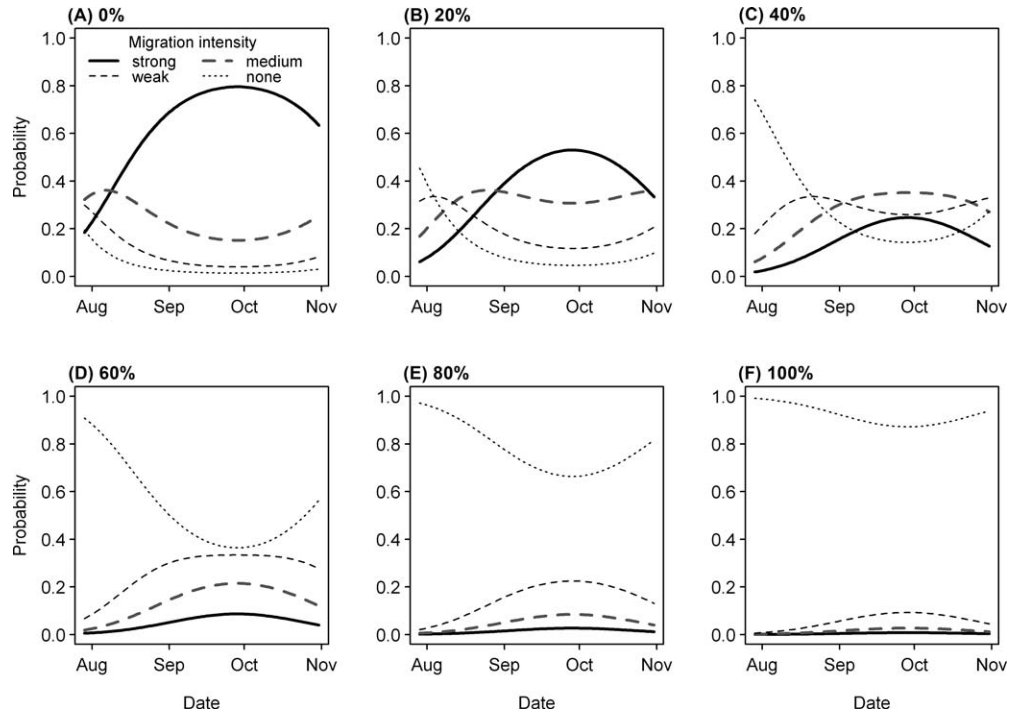 (A) 0%
(B) 20%
(C) 40%
Migration intensity
strong medium
weak none
1.0 1.0 1.0
0.8 0.8 0.8
0.6 0.6 0.6
0.4 0.4 0.4
0.2 0.2 0.2
0.0 0.0 0.0
Probability
Aug Sep Oct Nov Aug Sep Oct Nov Aug Sep Oct Nov
(D) 60%
(E) 80%
(F) 100%
1.0 1.0 1.0
0.8 0.8 0.8
0.6 0.6 0.6
0.4 0.4 0.4
0.2 0.2 0.2
0.0 0.0 0.0
Probability
Aug Sep Oct Nov Aug Sep Oct Nov Aug Sep Oct Nov
Date Date Date